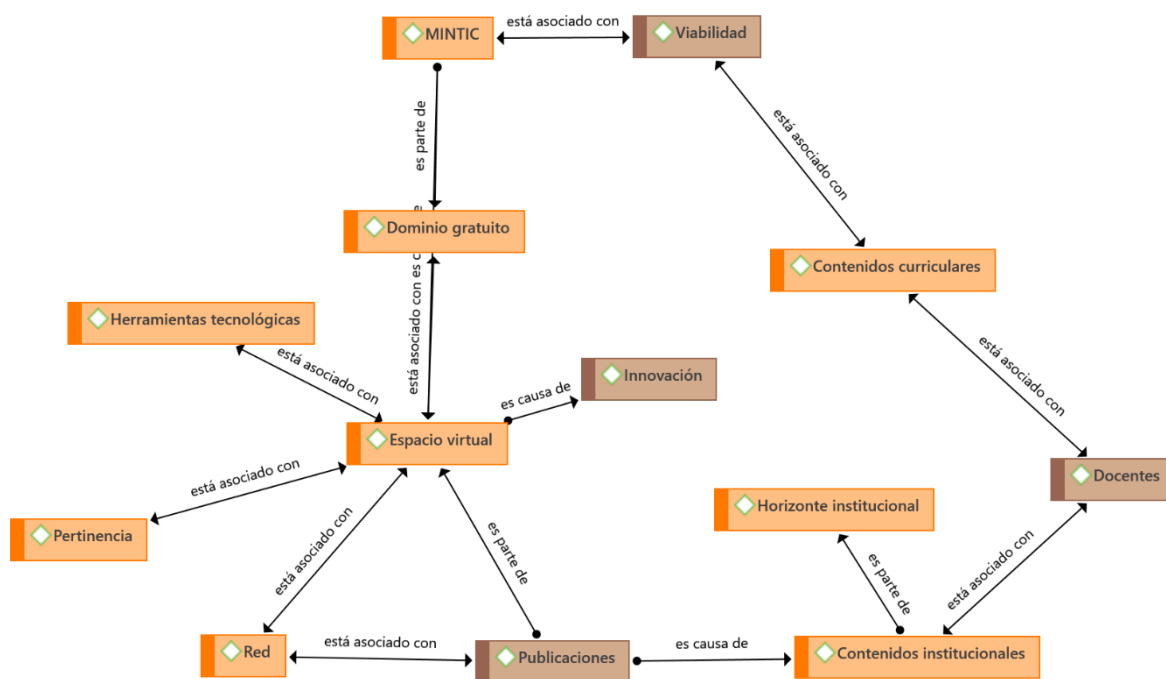 está asociado con
MINTIC
Viabilidad
es parte de
está asociado con
Dominio gratuito
está asociado con es c
e
Contenidos curriculares
Herramientas tecnológicas
está asociado con
está asociado con
es causa de
Innovación
Espacio virtual
está asociado con
Docentes
Horizonte institucional
Pertinencia
está asociado con
es parte de
es parte de
está asociado con
Red
está asociado con
Publicaciones
es causa de
Contenidos institucionales